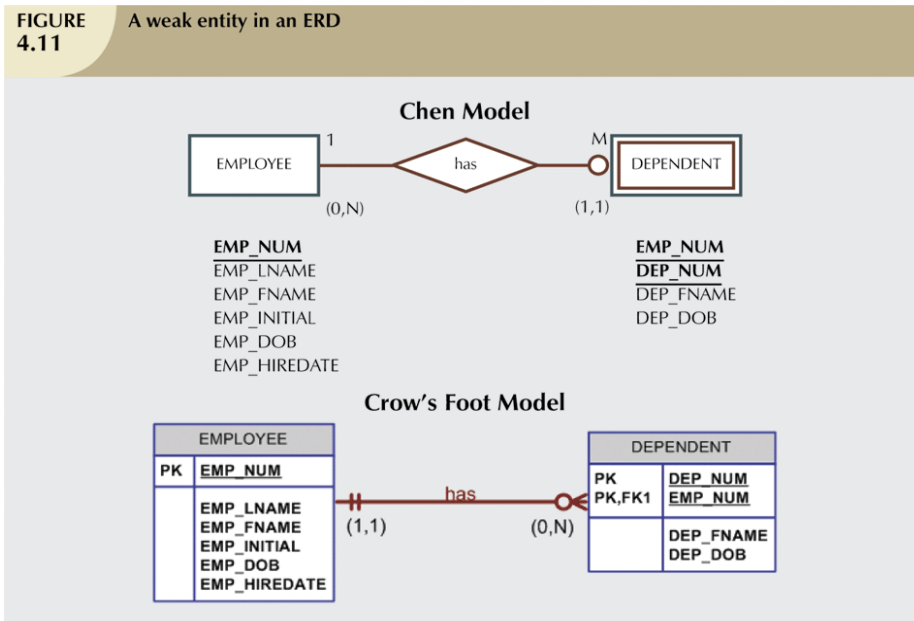 FIGURE
4.11
A weak entity in an ERD
Chen Model
EMPLOYEE
1
has
M
DEPENDENT
(0,N)
(1,1)
EMP_NUM
EMP_LNAME
EMP_FNAME
EMP_INITIAL
EMP_DOB
EMP_HIREDATE
EMP_NUM
DEP_NUM
DEP_FNAME
DEP_DOB
Crow's Foot Model
EMPLOYEE
PK EMP_NUM
EMP_LNAME
EMP_FNAME
EMP_INITIAL
EMP_DOB
EMP_HIREDATE
has
(1,1)
(0,N)
DEPENDENT
PK DEP_NUM
PK,FK1 EMP_NUM
DEP_FNAME
DEP_DOB